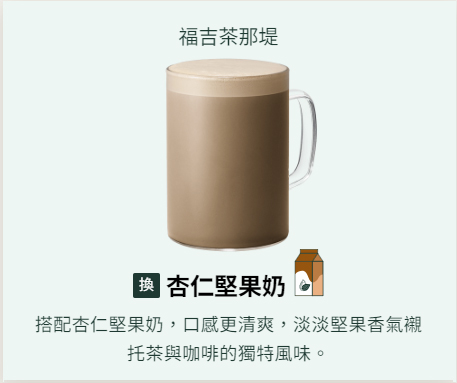 福吉茶那堤
換 杏仁堅果奶
搭配杏仁堅果奶，口感更清爽，淡淡堅果香氣襯
托茶與咖啡的獨特風味。